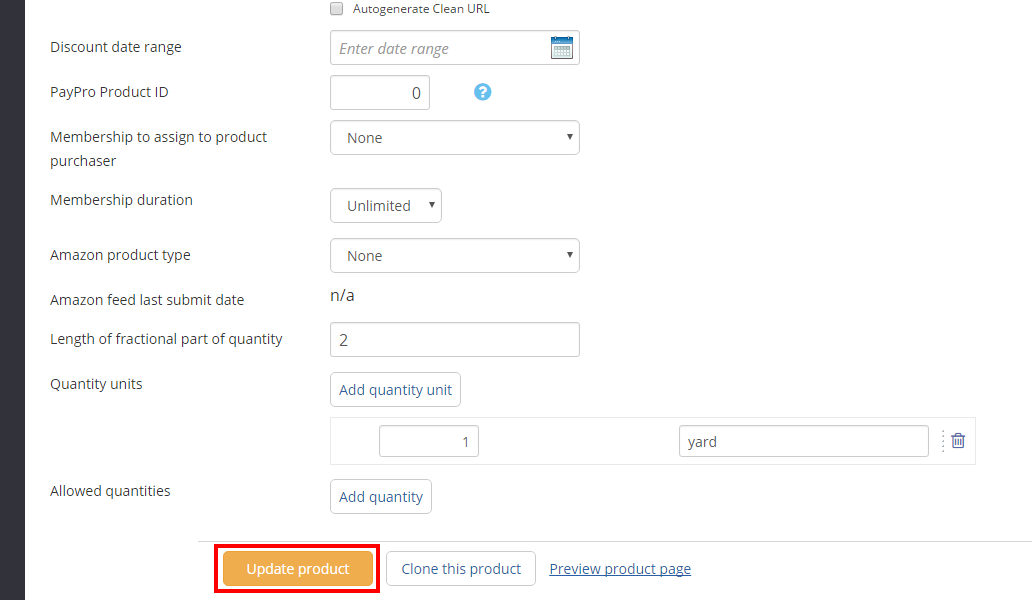 Autogenerate Clean URL
Discount date range
Enter date range
PayPro Product ID
0
?
Membership to assign to product
purchaser
None
Membership duration
Unlimited
Amazon product type
None
Amazon feed last submit date
n/a
Length of fractional part of quantity
2
Quantity units
Add quantity unit
1
yard
Allowed quantities
Add quantity
Update product
Clone this product
Preview product page